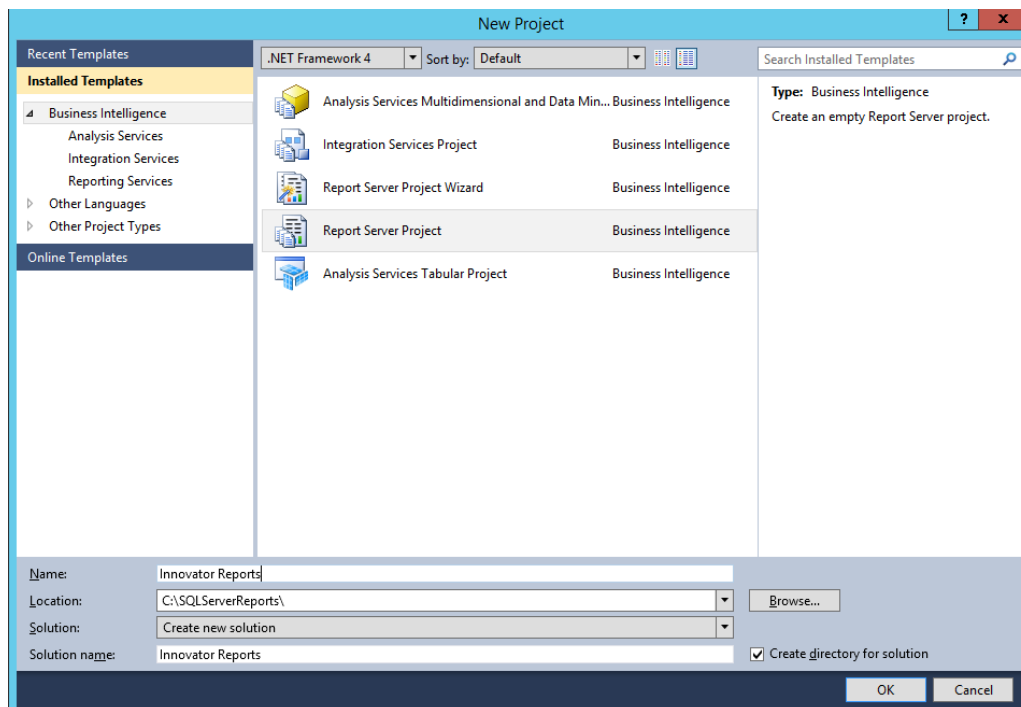 New Project
? x
Recent Templates
Installed Templates
Business Intelligence
Analysis Services
Integration Services
Reporting Services
Other Languages
Other Project Types
Online Templates
.NET Framework 4 Sort by: Default
Analysis Services Multidimensional and Data Min... Business Intelligence
Integration Services Project Business Intelligence
Report Server Project Wizard Business Intelligence
Report Server Project Business Intelligence
Analysis Services Tabular Project Business Intelligence
Search Installed Templates
Type: Business Intelligence
Create an empty Report Server project.
Name: Innovator Reports
Location: C:\SQLServerReports\ Browse...
Solution: Create new solution
Solution name: Innovator Reports Create directory for solution
OK Cancel